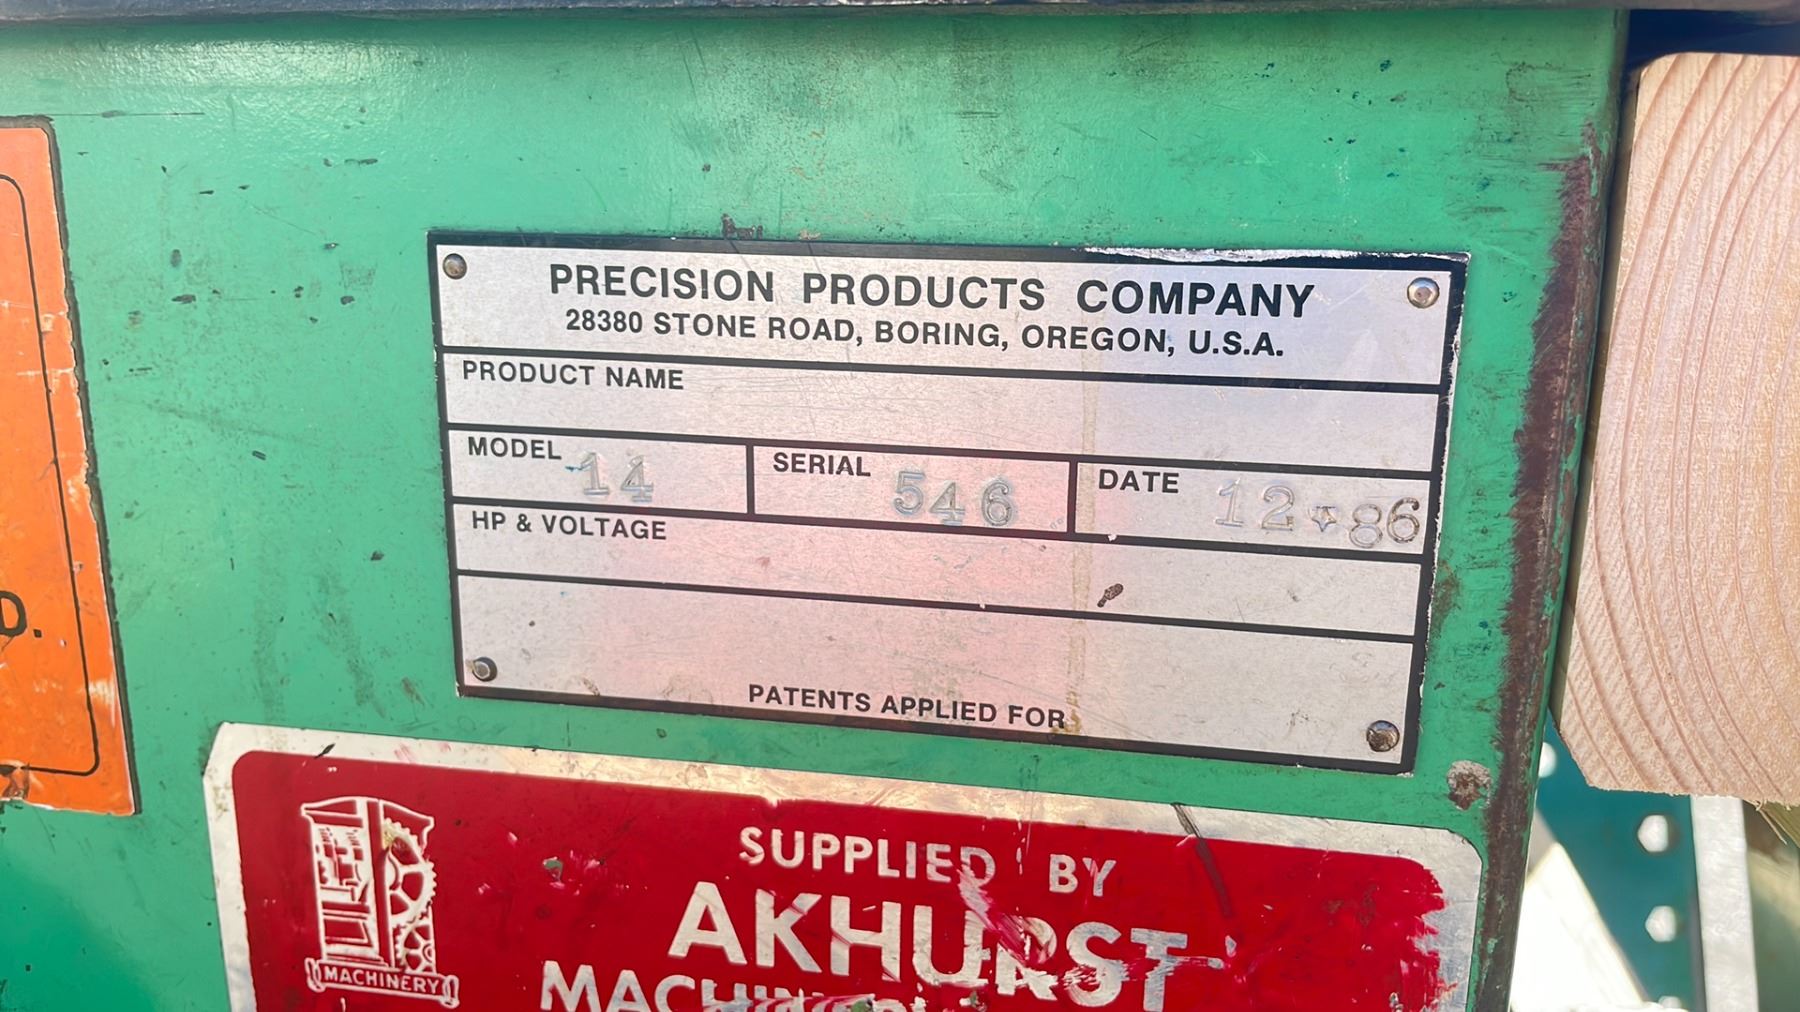 PRECISION PRODUCTS COMPANY
28380 STONE ROAD, BORING, OREGON, U.S.A.
PRODUCT NAME
MODEL 14 SERIAL 546 DATE 12★86
HP & VOLTAGE
PATENTS APPLIED FOR
D.
SUPPLIED BY
AKHURST
MACHINERY
MACHINERY